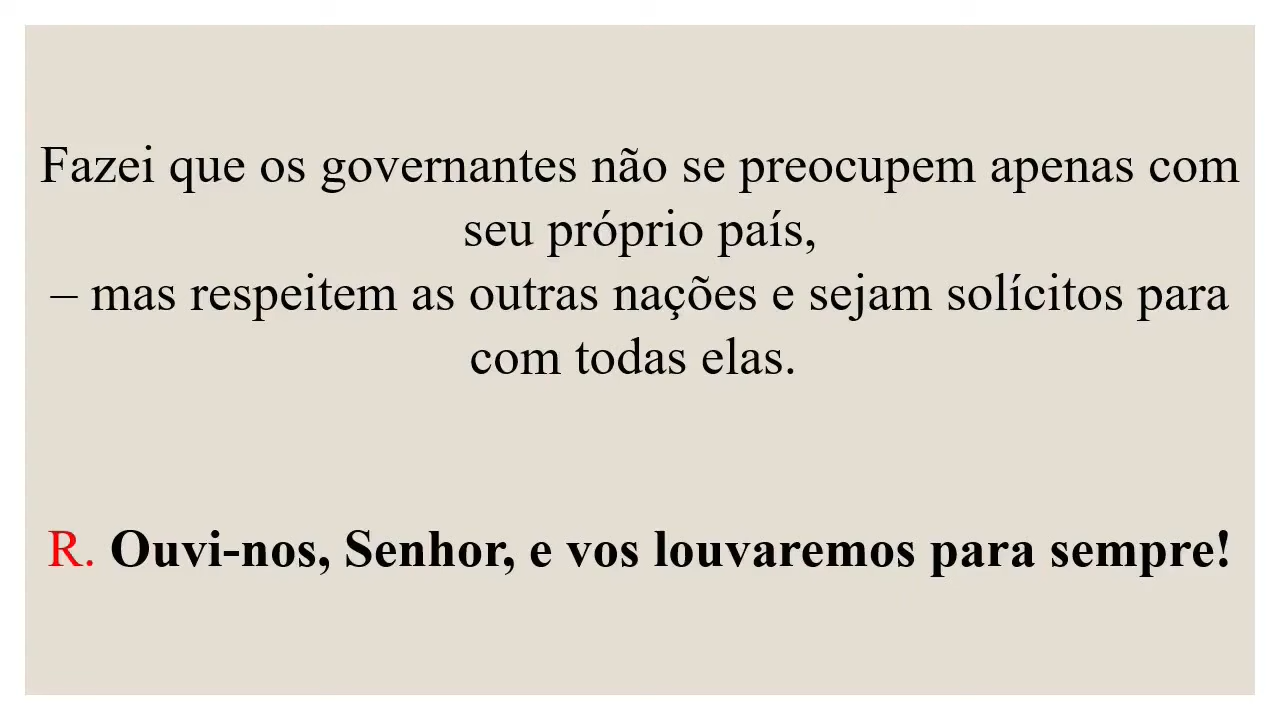 Fazei que os governantes não se preocupem apenas com
seu próprio país,
– mas respeitem as outras nações e sejam solícitos para
com todas elas.
R. Ouvi-nos, Senhor, e vos louvaremos para sempre!